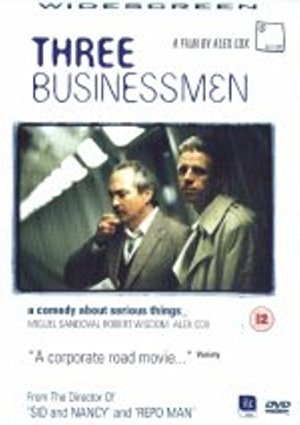 WIDESCREEN
THREE
BUSINESSMEN
A FILM BY ALEX COX
a comedy about serious things...
MIGUEL SANDOVAL ROBERT WISDOM ALEX COX
12
"A corporate road movie..." Variety
From The Director Of
'SID and NANCY' and 'REPO MAN'
DVD